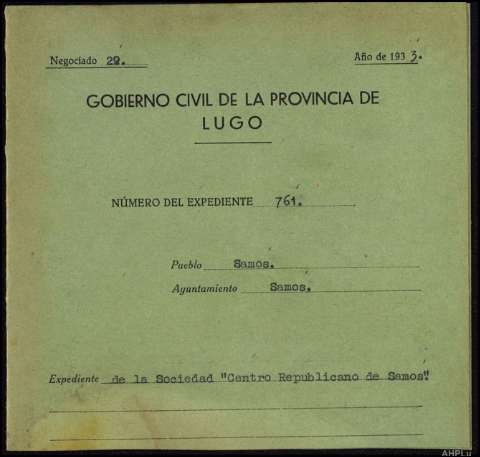 Negociado 2º. Año de 1933.
GOBIERNO CIVIL DE LA PROVINCIA DE
LUGO
NÚMERO DEL EXPEDIENTE 761.
Pueblo Samos.
Ayuntamiento Samos.
Expediente de la Sociedad "Centro Republicano de Samos".
AHPLu